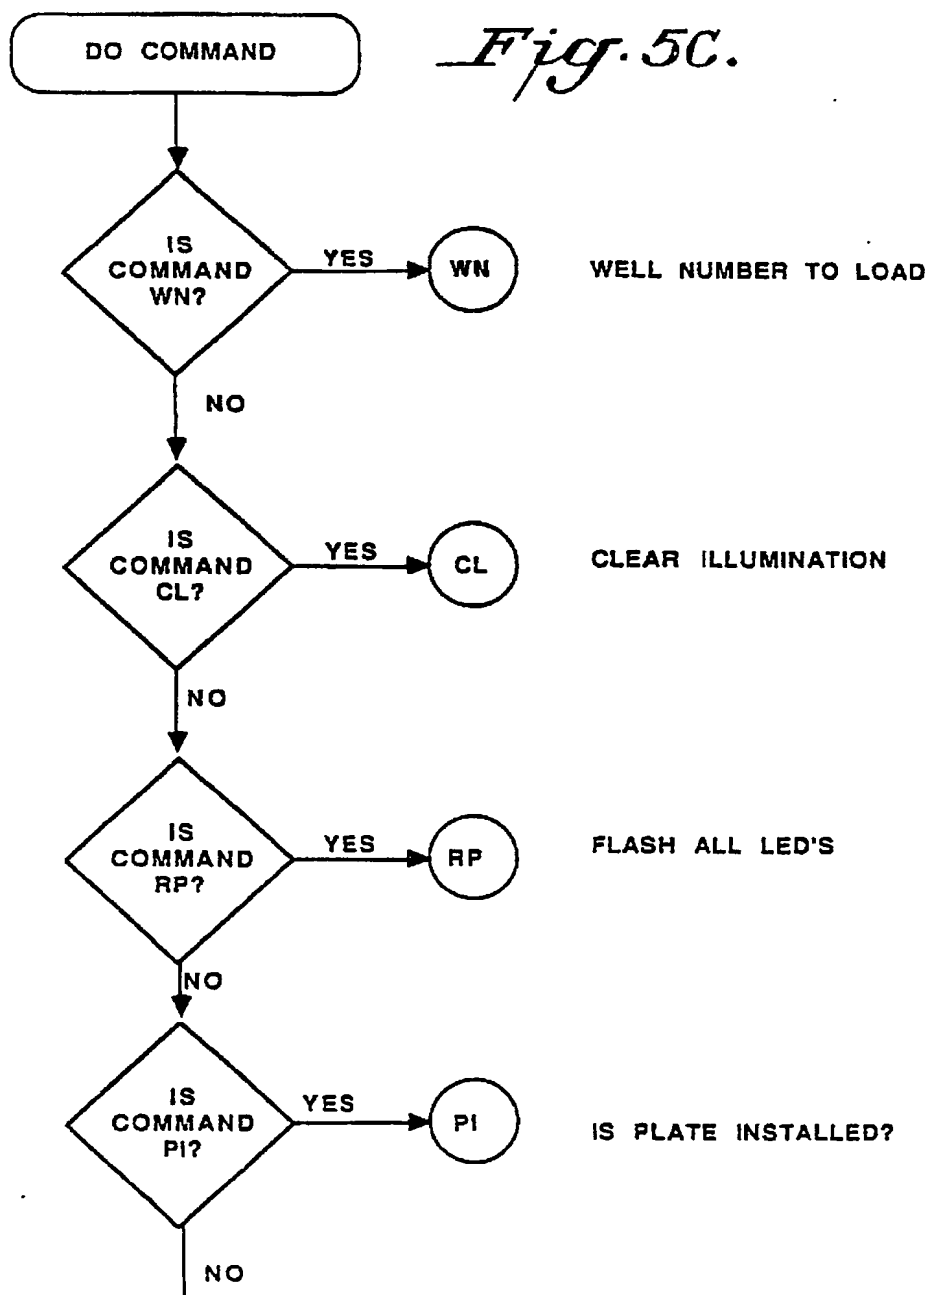 DO COMMAND
Fig. 5C.
IS
COMMAND
WN?
YES
WN
WELL NUMBER TO LOAD
NO
IS
COMMAND
CL?
YES
CL
CLEAR ILLUMINATION
NO
IS
COMMAND
RP?
YES
RP
FLASH ALL LED'S
NO
IS
COMMAND
PI?
YES
PI
IS PLATE INSTALLED?
NO